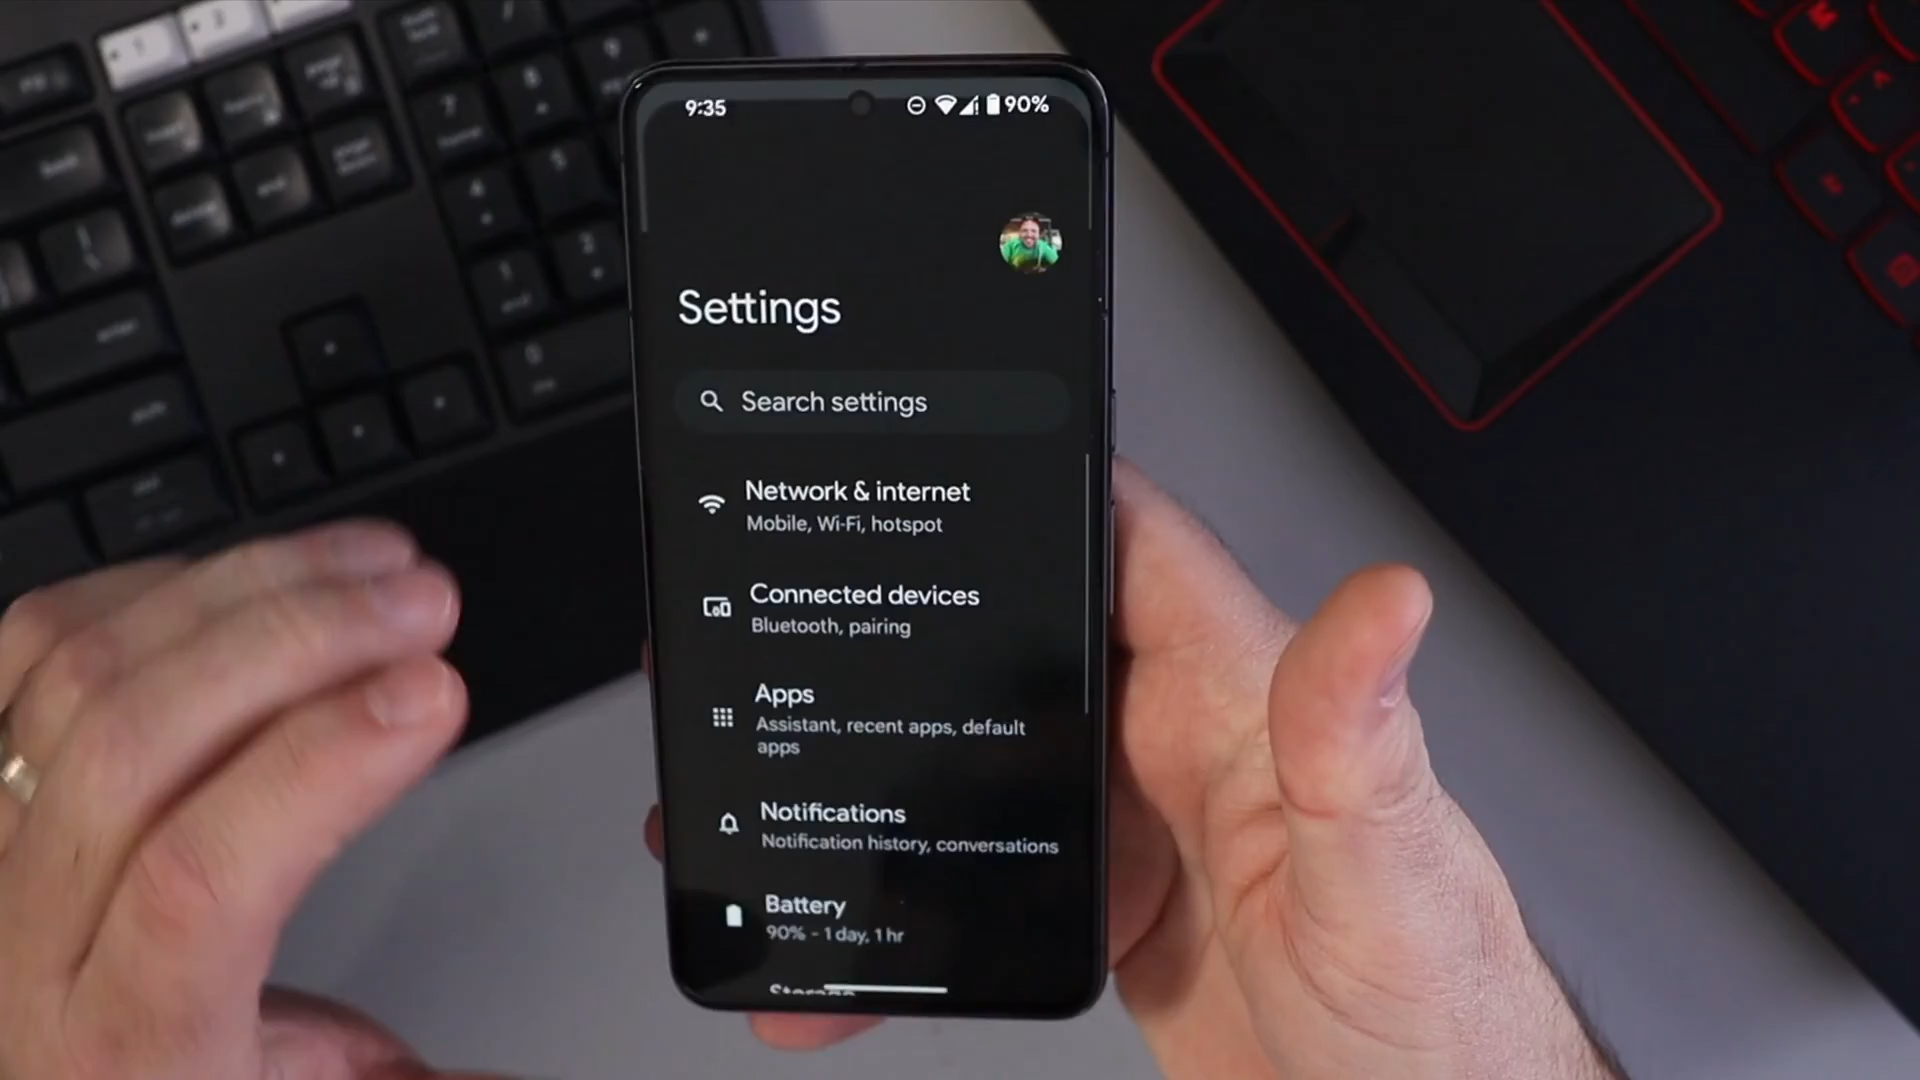 9:35
90%
Settings
Search settings
Network & internet
Mobile, Wi-Fi, hotspot
Connected devices
Bluetooth, pairing
Apps
Assistant, recent apps, default
apps
Notifications
Notification history, conversations
Battery
90% - 1 day, 1 hr
Storage